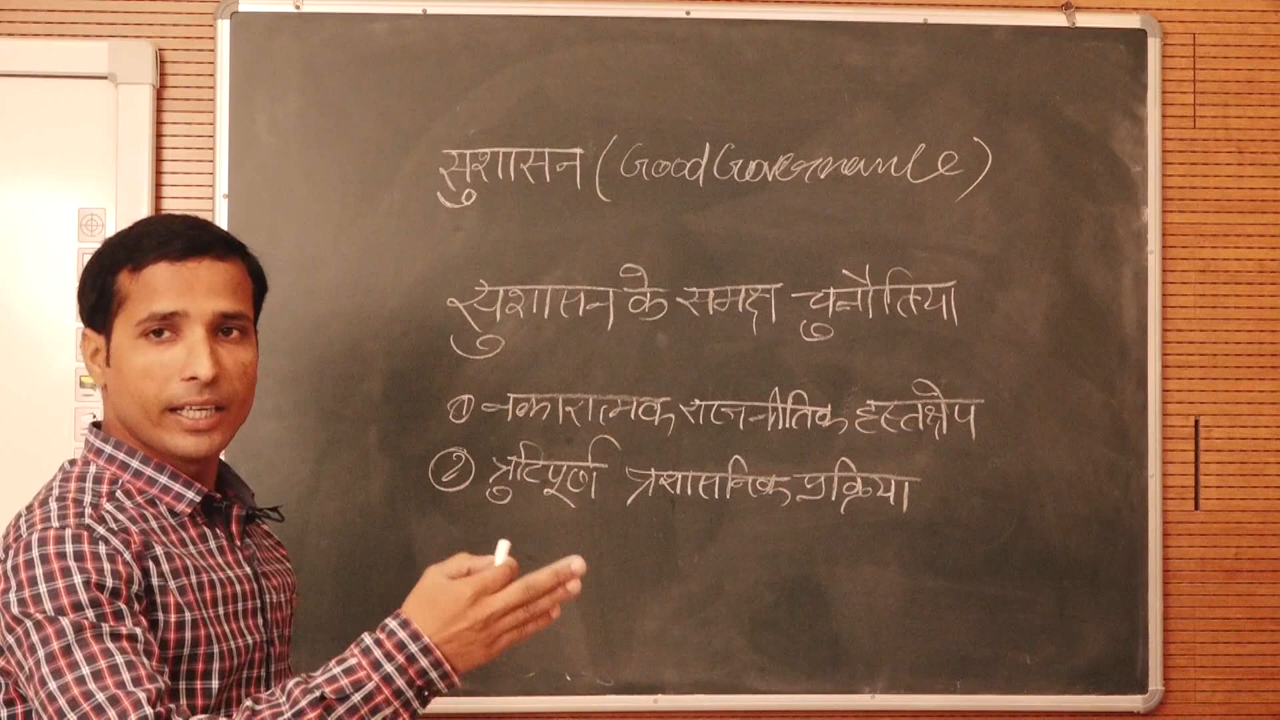 सुशासन (Good Governance)
सुशासन के समक्ष चुनौतिया
① नकारात्मक राजनीतिक हस्तक्षेप
② त्रुटिपूर्ण प्रशासनिक प्रक्रिया